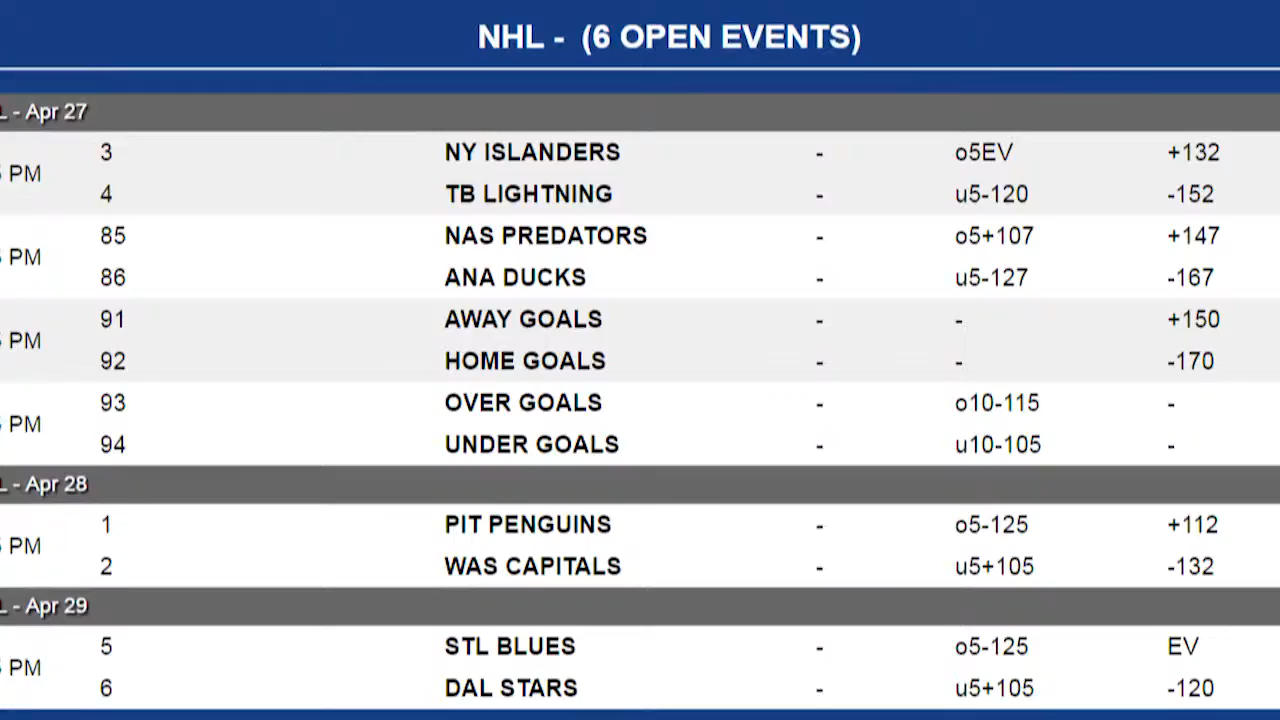 NHL - (6 OPEN EVENTS)
L - Apr 27
3 NY ISLANDERS - o5EV +132
PM
4 TB LIGHTNING - u5-120 -152
85 NAS PREDATORS - o5+107 +147
PM
86 ANA DUCKS - u5-127 -167
91 AWAY GOALS - - +150
PM
92 HOME GOALS - - -170
93 OVER GOALS - o10-115 -
PM
94 UNDER GOALS - u10-105 -
L - Apr 28
1 PIT PENGUINS - o5-125 +112
PM
2 WAS CAPITALS - u5+105 -132
L - Apr 29
5 STL BLUES - o5-125 EV
PM
6 DAL STARS - u5+105 -120